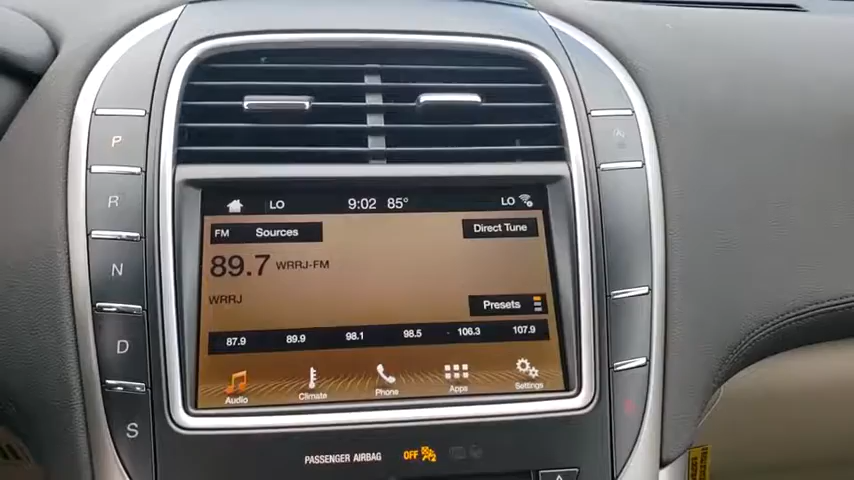 P
R
N
D
S
LO 9:02 85° LO
FM Sources Direct Tune
89.7 WRRJ-FM
WRRJ
Presets
87.9 89.9 98.1 98.5 106.3 107.9
Audio Climate Phone Apps Settings
PASSENGER AIRBAG OFF